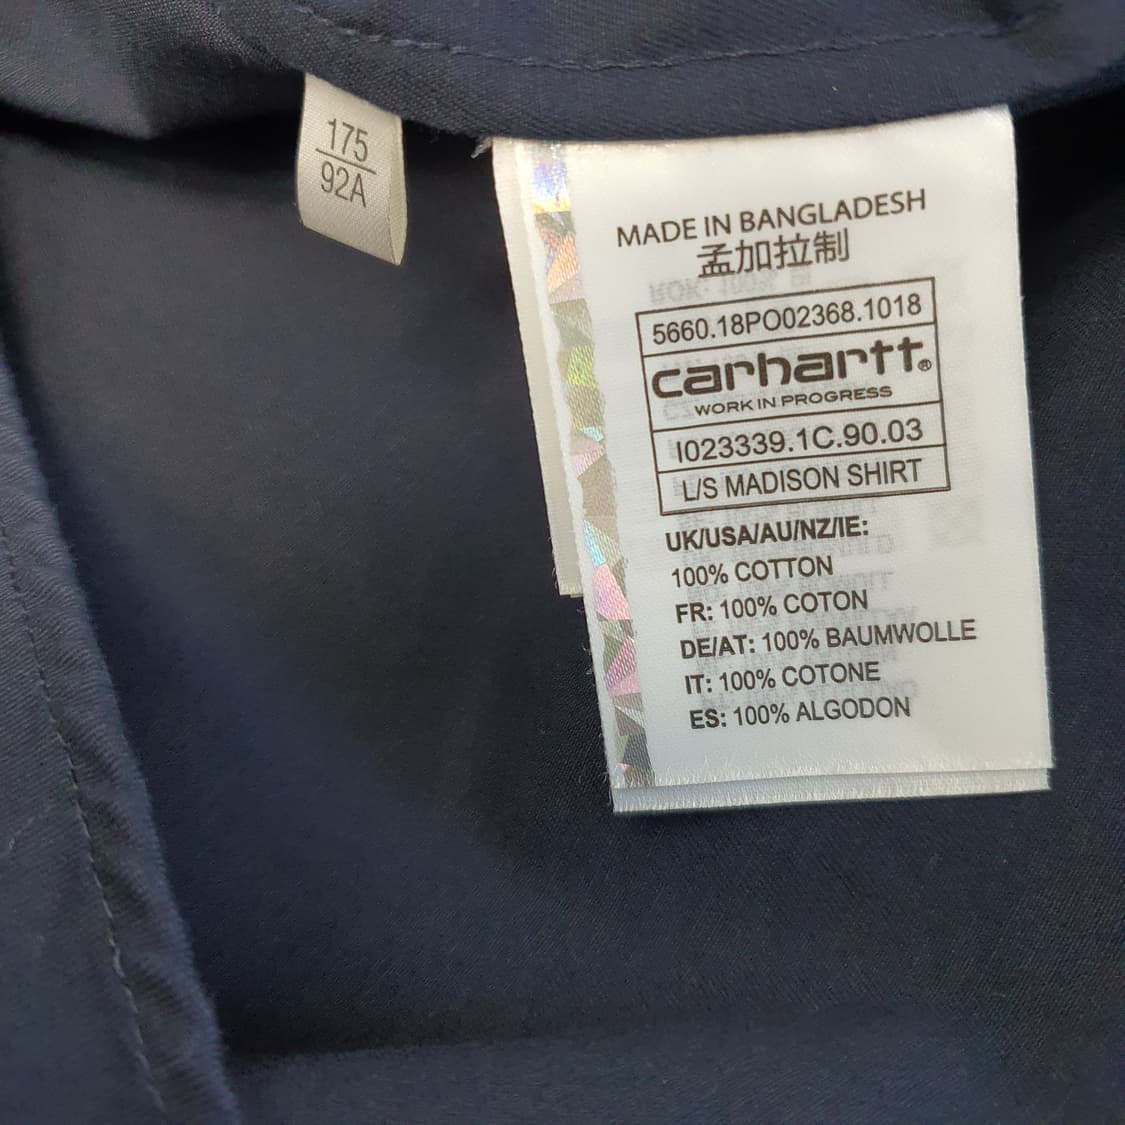 175
92A
MADE IN BANGLADESH
孟加拉制
5660.18PO02368.1018
carhartt®
WORK IN PROGRESS
I023339.1C.90.03
L/S MADISON SHIRT
UK/USA/AU/NZ/IE:
100% COTTON
FR: 100% COTON
DE/AT: 100% BAUMWOLLE
IT: 100% COTONE
ES: 100% ALGODON